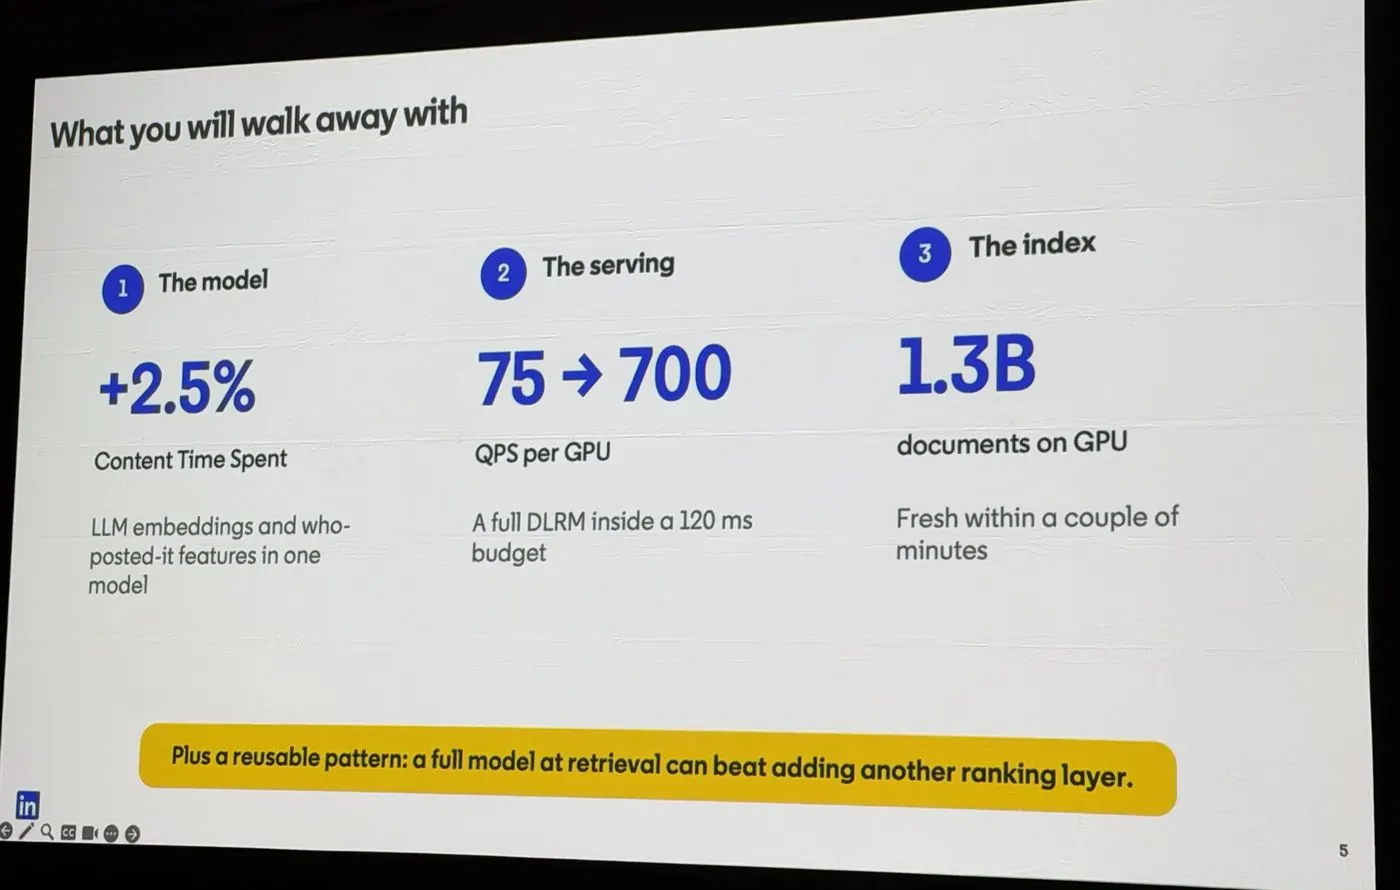 What you will walk away with
1 The model
+2.5%
Content Time Spent
LLM embeddings and who-
posted-it features in one
model
2 The serving
75 → 700
QPS per GPU
A full DLRM inside a 120 ms
budget
3 The index
1.3B
documents on GPU
Fresh within a couple of
minutes
Plus a reusable pattern: a full model at retrieval can beat adding another ranking layer.
in
CC
5